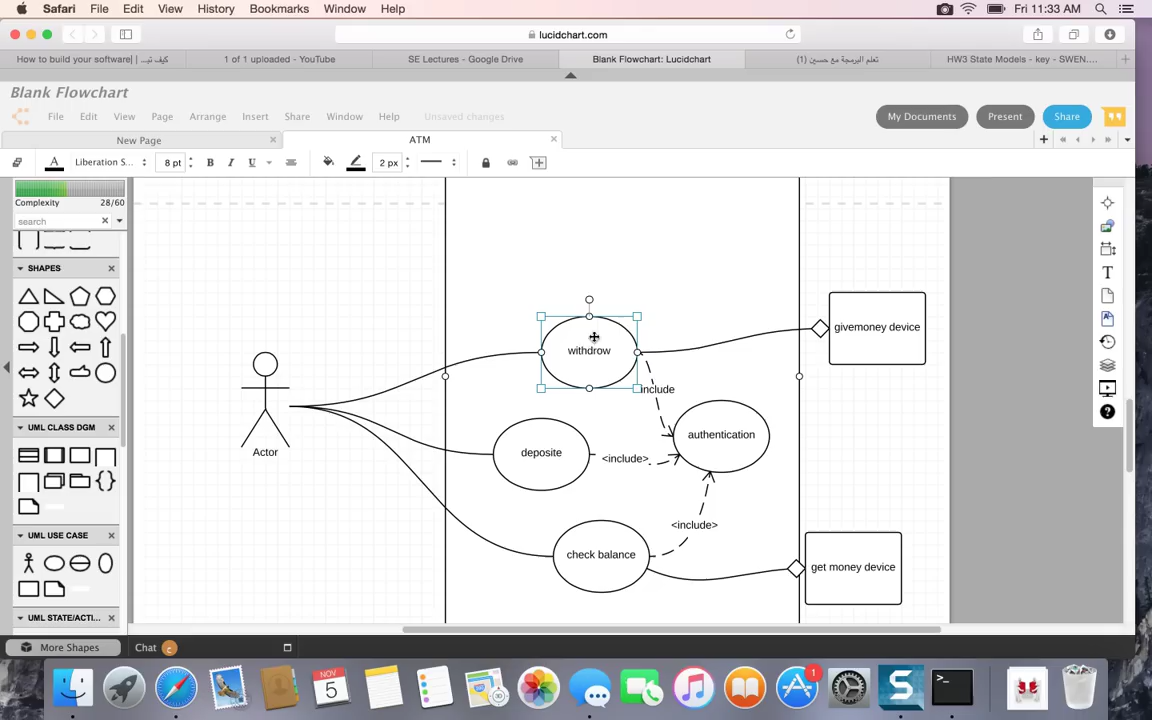 Safari File Edit View History Bookmarks Window Help Fri 11:33 AM
lucidchart.com
How to build your software| كيف تبـ... 1 of 1 uploaded - YouTube SE Lectures - Google Drive Blank Flowchart: Lucidchart تعلم البرمجة مع حسين (1) HW3 State Models - key - SWEN....
Blank Flowchart
File Edit View Page Arrange Insert Share Window Help Unsaved changes My Documents Present Share
New Page ATM
A Liberation S... 8 pt B I U 2 px
Complexity 28/60
search
SHAPES
givemoney device
withdrow
include
UML CLASS DGM
authentication
Actor
deposite
<include>
<include>
UML USE CASE
check balance
get money device
UML STATE/ACTI...
More Shapes Chat ح
NOV
5
1